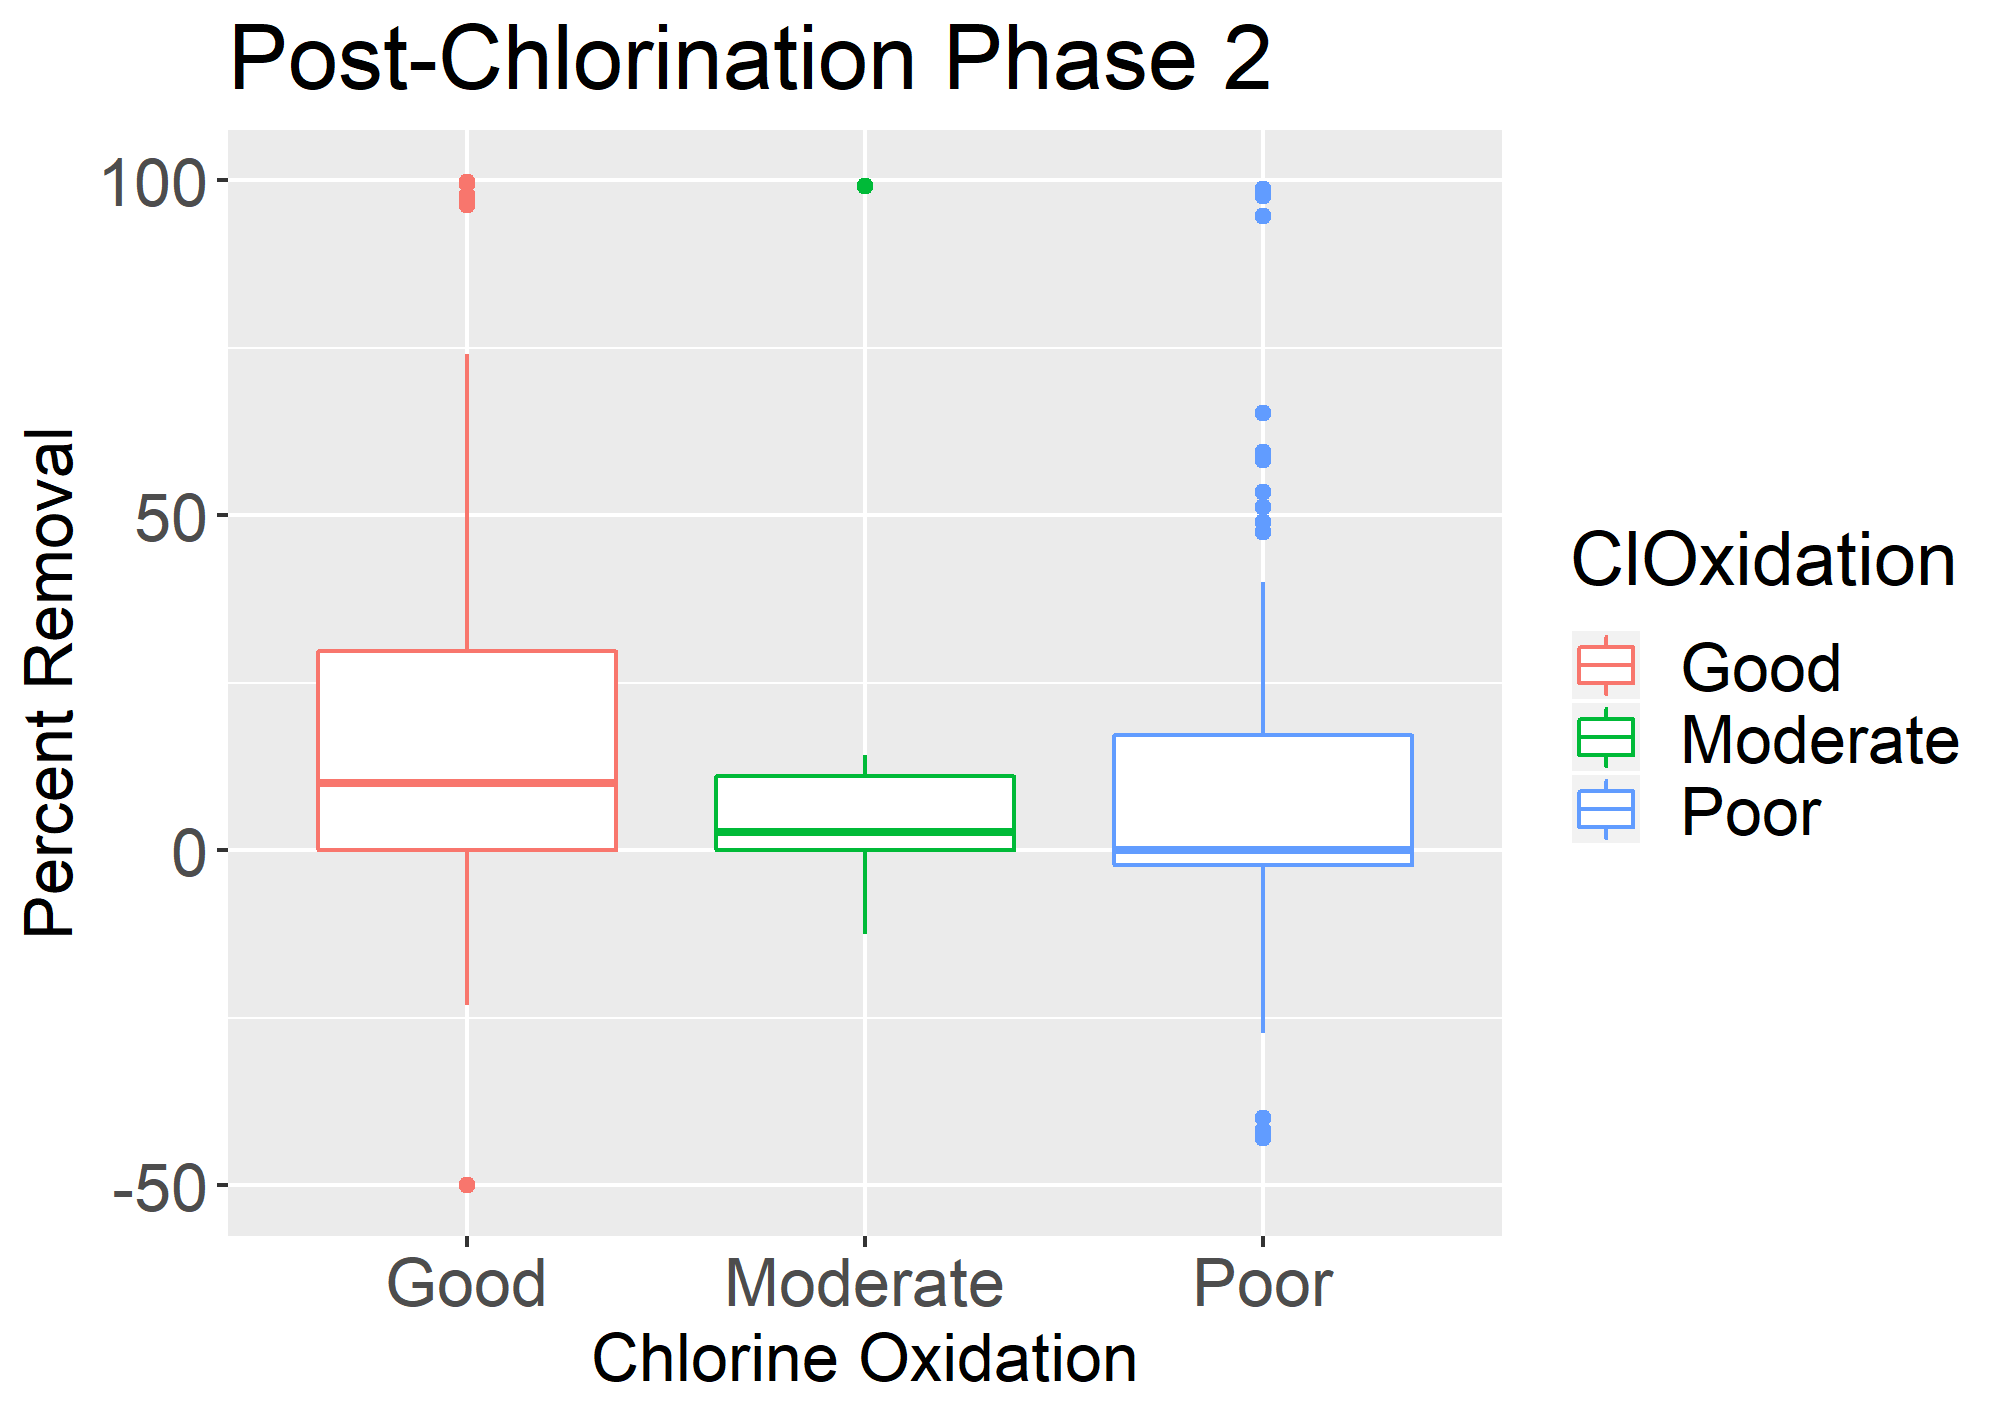 Post-Chlorination Phase 2
Percent Removal
100
50
0
-50
Good Moderate Poor
Chlorine Oxidation
ClOxidation
Good
Moderate
Poor